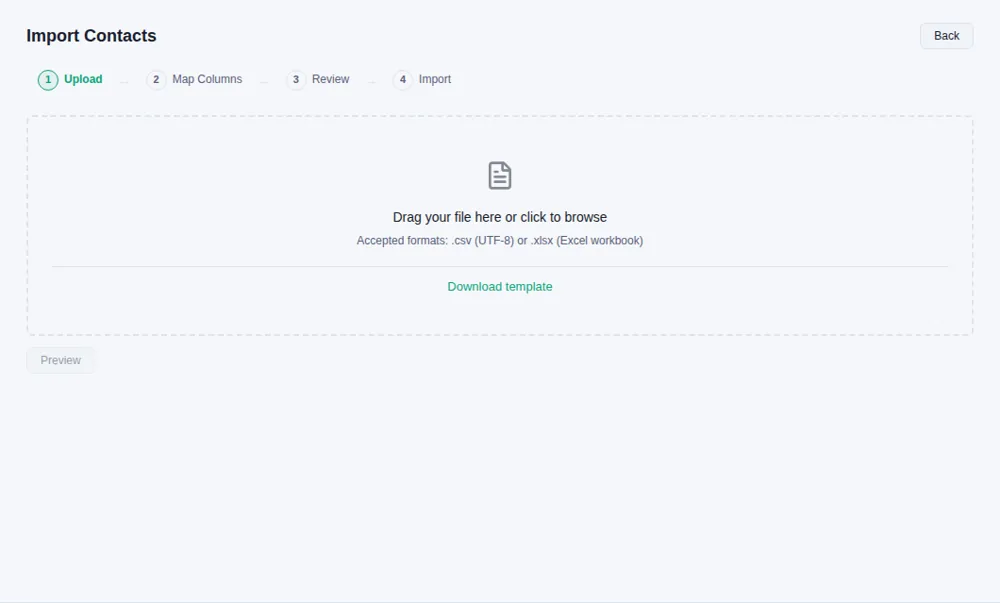 Import Contacts
Back
1 Upload
2 Map Columns
3 Review
4 Import
Drag your file here or click to browse
Accepted formats: .csv (UTF-8) or .xlsx (Excel workbook)
Download template
Preview